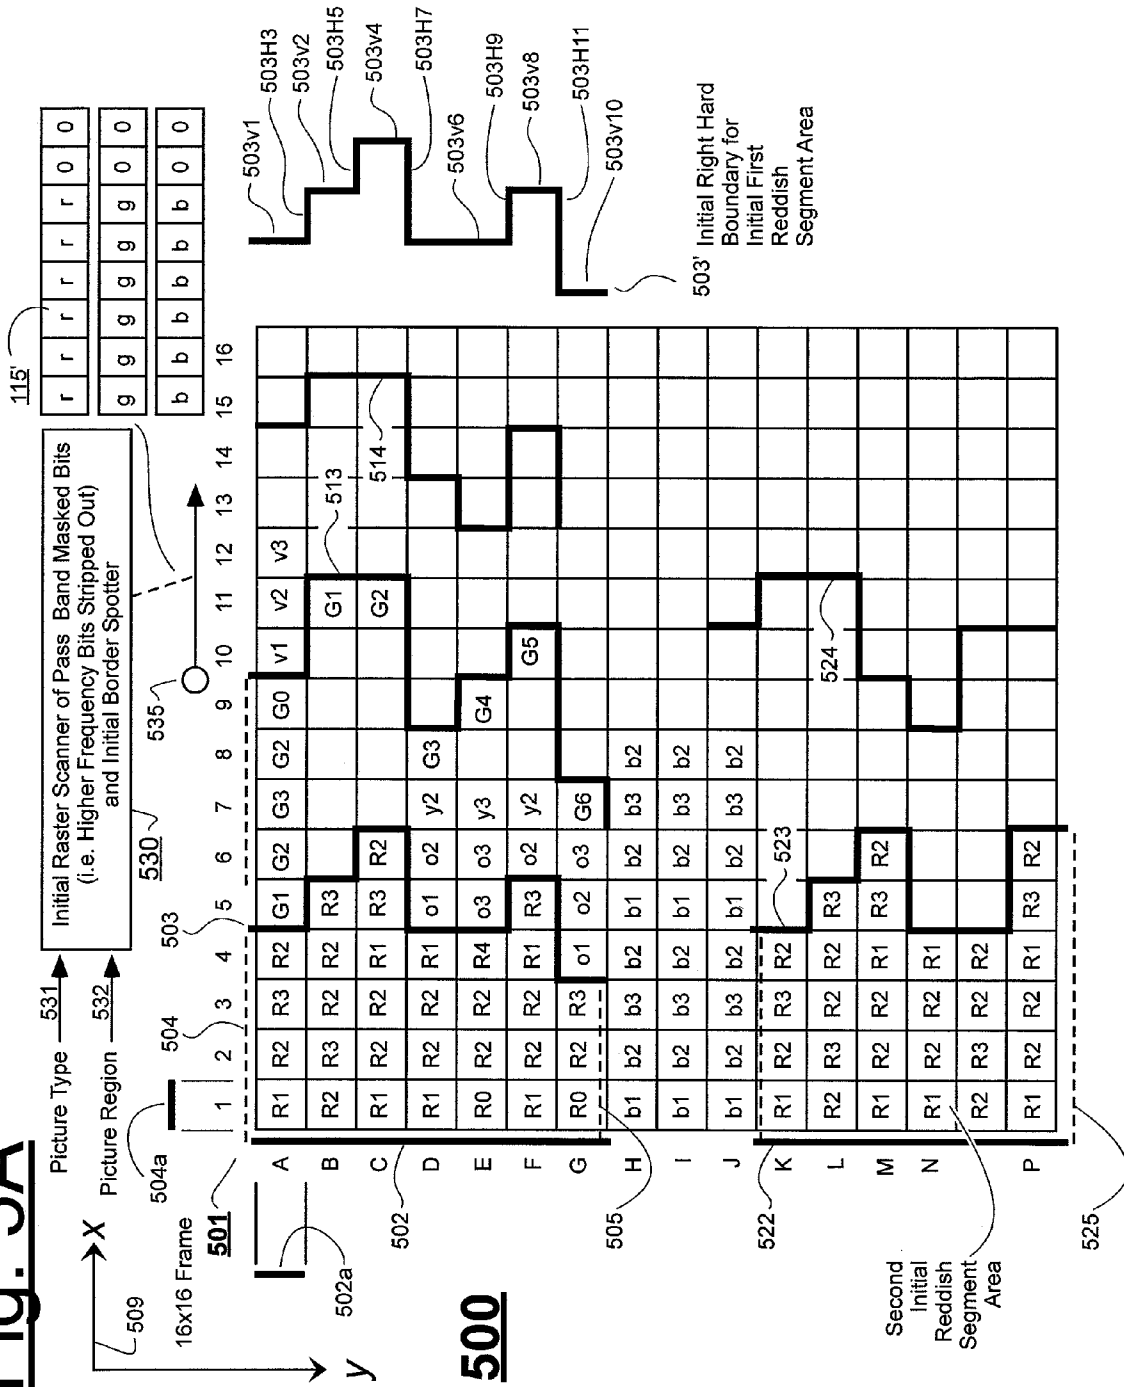 Fig. 5A
Picture Type 531
Picture Region 532
Initial Raster Scanner of Pass Band Masked Bits
(i.e. Higher Frequency Bits Stripped Out)
and Initial Border Spotter
530
535
115'
r r r r r r 0 0
g g g g g g 0 0
b b b b b b 0 0
509
x
y
16x16 Frame
501
504a
504
503
502a
1 2 3 4 5 6 7 8 9 10 11 12 13 14 15 16
A R1 R2 R3 R2 G1 G2 G3 G2 G0 v1 v2 v3
B R2 R3 R2 R2 R3 G1
C R1 R2 R2 R1 R3 R2 G2
D R1 R2 R2 R1 o1 o2 y2 G3
E R0 R2 R2 R4 o3 o3 y3 G4
F R1 R2 R2 R1 R3 o2 y2 G5
G R0 R2 R3 o1 o2 o3 G6
H b1 b2 b3 b2 b1 b2 b3 b2
I b1 b2 b3 b2 b1 b2 b3 b2
J b1 b2 b3 b2 b1 b2 b3 b2
K R1 R2 R3 R2
L R2 R3 R2 R2 R3
M R1 R2 R2 R1 R3 R2
N R1 R2 R2 R1
R2 R3 R2 R2
P R1 R2 R2 R1 R3 R2
513
514
523
524
502
505
522
525
500
Second
Initial
Reddish
Segment
Area
503v1
503H3
503v2
503H5
503v4
503H7
503v6
503H9
503v8
503H11
503v10
503' Initial Right Hard
Boundary for
Initial First
Reddish
Segment Area